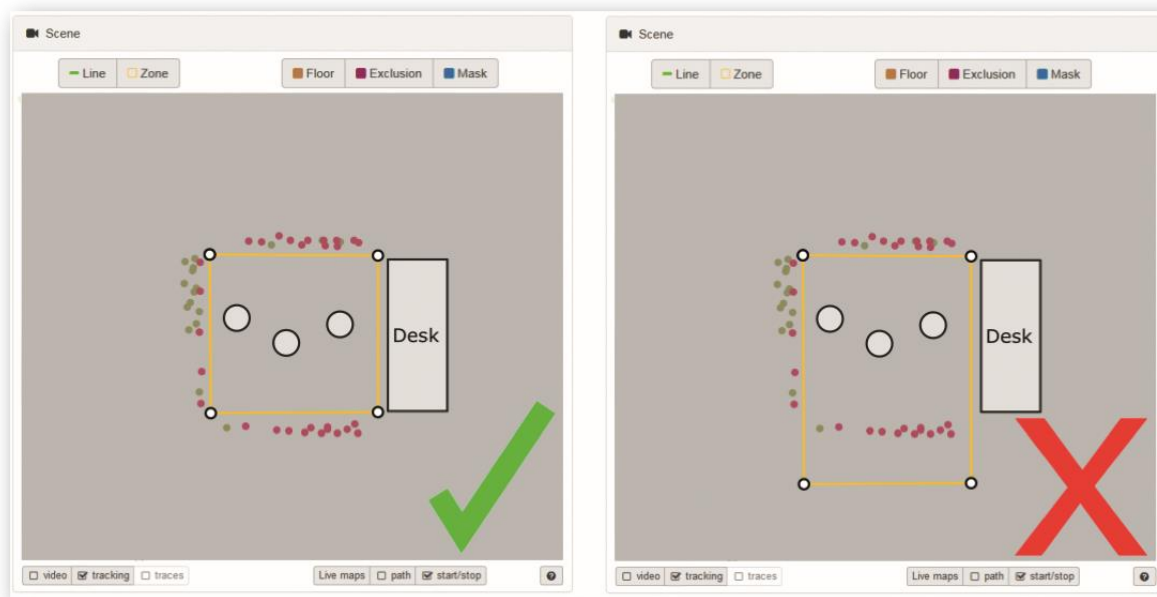 Scene
Line Zone Floor Exclusion Mask
Desk
video tracking traces Live maps path start/stop
Scene
Line Zone Floor Exclusion Mask
Desk
video tracking traces Live maps path start/stop